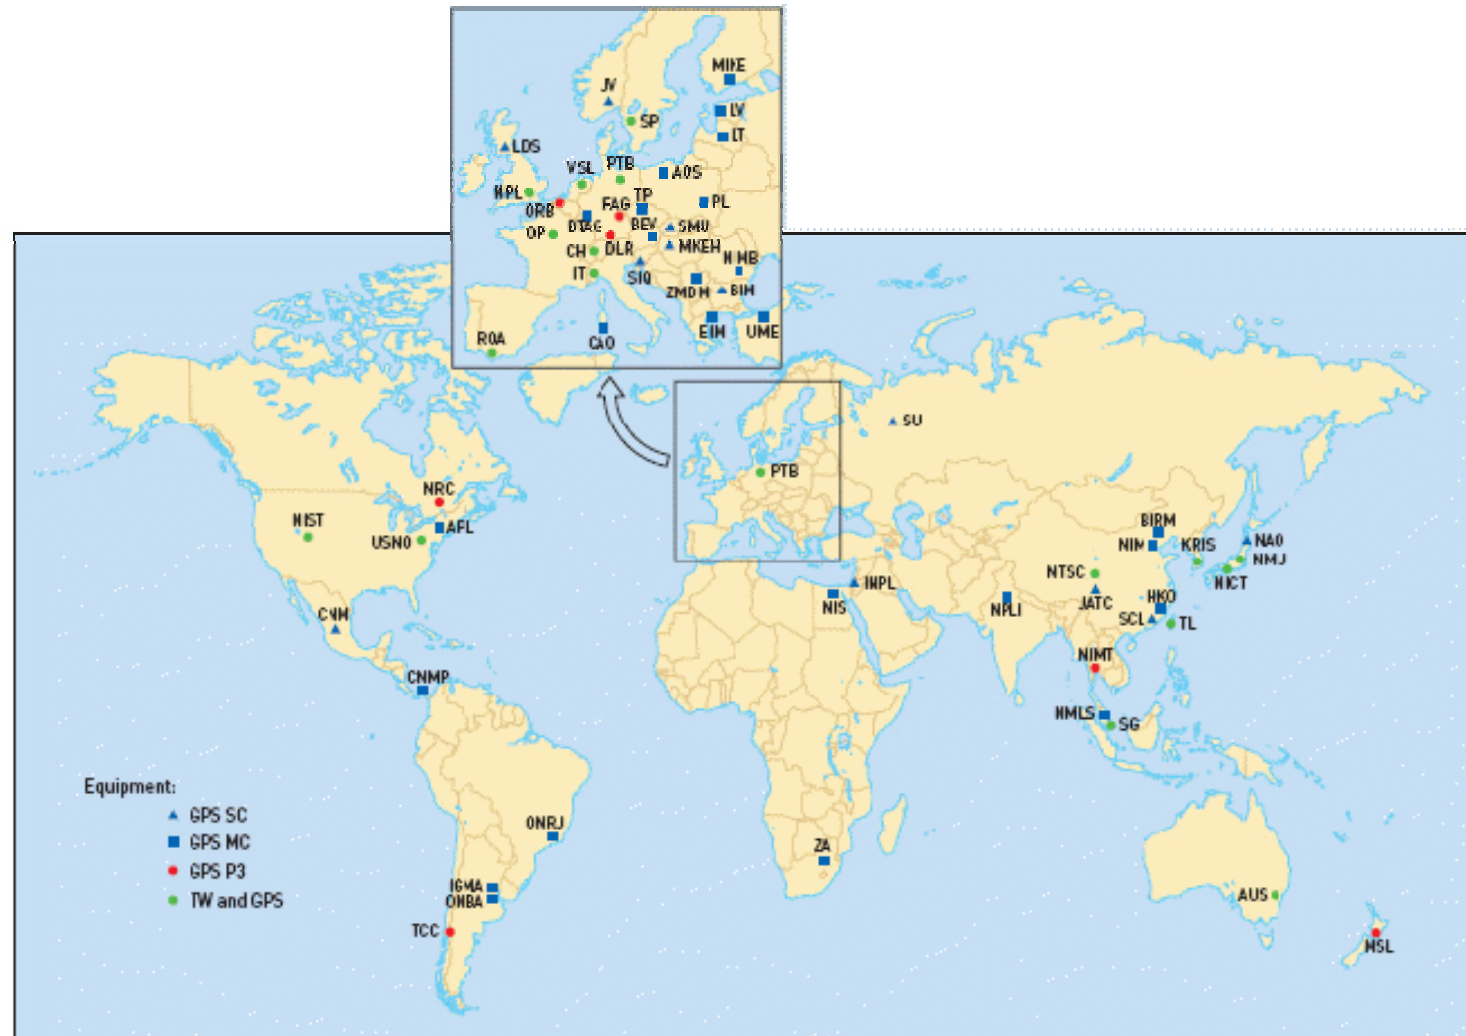 MIKE
JV
LV
SP
LT
LDS
VSL
PTB
AOS
NPL
TP
PL
ORB
FAG
DTAG
BEV
SMU
OP
DLR
MKEH
CH
NIMB
IT
SIQ
ZMDM
BIM
ROA
CAO
EIM
UME
SU
PTB
NRC
NIST
AFL
USNO
BIRM
NIM
KRIS
NAO
NMJ
NTSC
INPL
NICT
CNM
NIS
NPLI
JATC
HKO
SCL
TL
NIMT
CNMP
NMLS
SG
Equipment:
GPS SC
GPS MC
GPS P3
TW and GPS
ONRJ
ZA
IGMA
ONBA
AUS
TCC
MSL